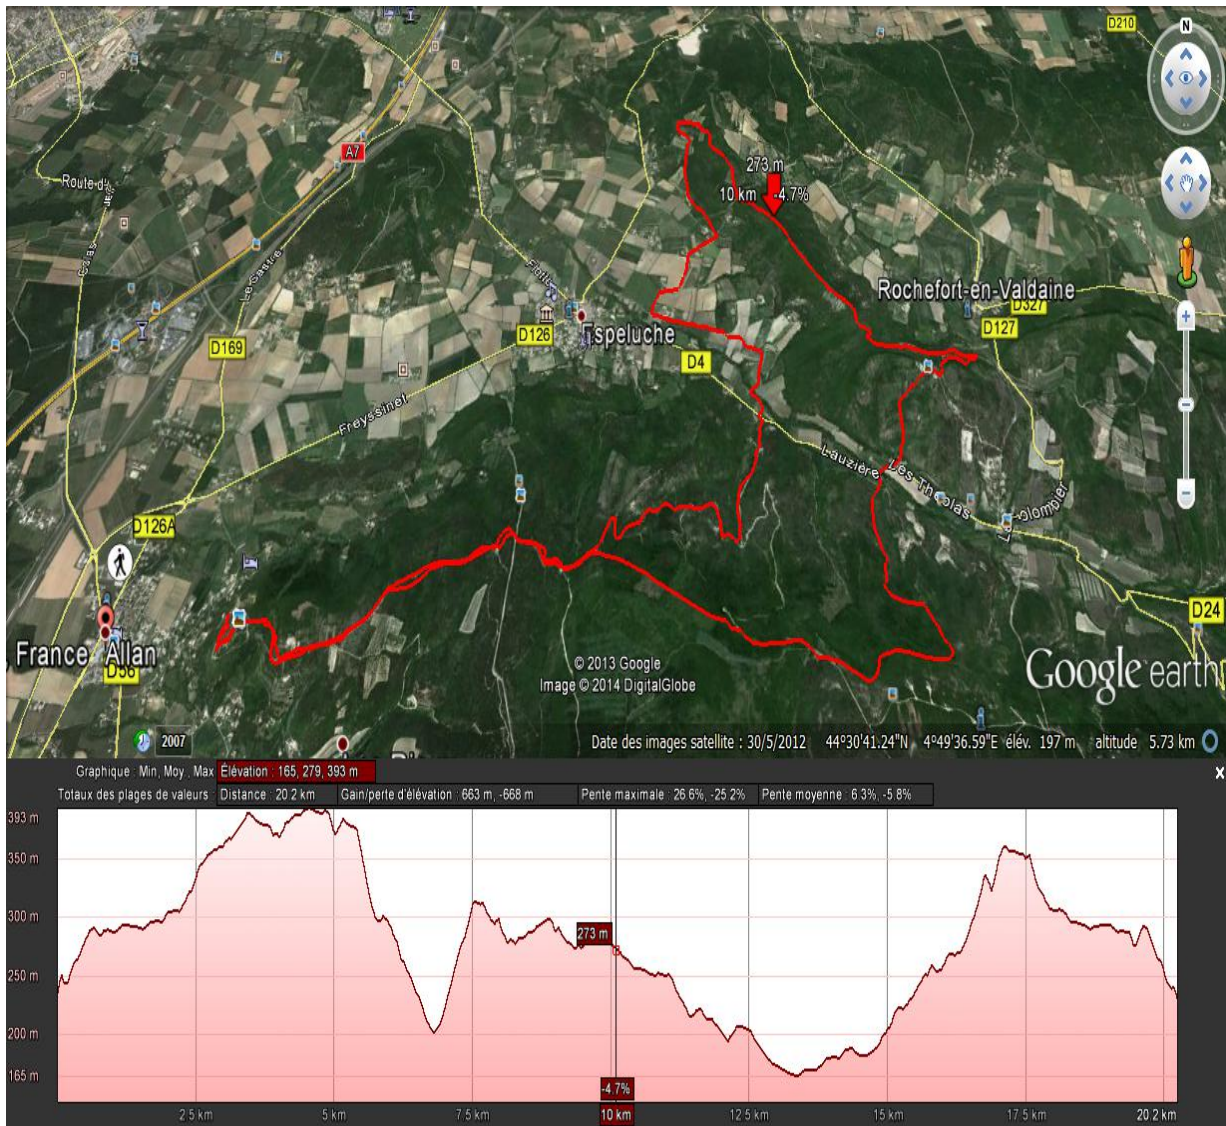 D210
N
A7
Route d'
273 m
10 km -4.7%
Rochefort-en-Valdaine
D327
D127
D126
Espeluche
D169
D4
Freyssinet
Lauzière
Les Theolas
D126A
D24
France Allan
D56
© 2013 Google
Image © 2014 DigitalGlobe
Google earth
2007
Date des images satellite : 30/5/2012 44°30'41.24"N 4°49'36.59"E élév. 197 m altitude 5.73 km
Graphique : Min, Moy., Max Élévation : 165, 279, 393 m
x
Totaux des plages de valeurs : Distance : 20.2 km Gain/perte d'élévation : 663 m, -668 m Pente maximale : 26.6%, -25.2% Pente moyenne : 6.3%, -5.8%
393 m
350 m
300 m
273 m
250 m
200 m
165 m
-4.7%
2.5 km 5 km 7.5 km 10 km 12.5 km 15 km 17.5 km 20.2 km